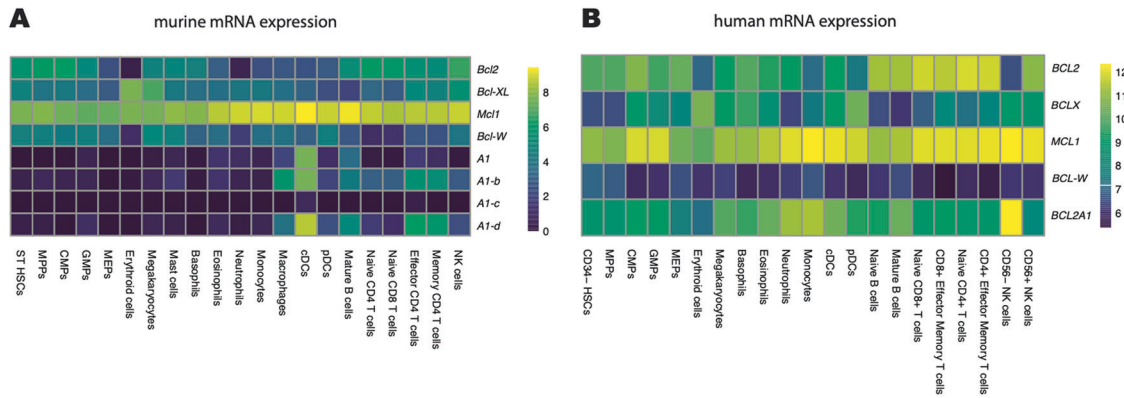 A
murine mRNA expression
Bcl2
Bcl-XL
Mcl1
Bcl-W
A1
A1-b
A1-c
A1-d
8
6
4
2
0
ST HSCs
MPPs
CMPs
GMPs
MEPs
Erythroid cells
Megakaryocytes
Mast cells
Basophils
Eosinophils
Neutrophils
Monocytes
Macrophages
cDCs
pDCs
Mature B cells
Naive CD4 T cells
Naive CD8 T cells
Effector CD4 T cells
Memory CD4 T cells
NK cells
B
human mRNA expression
BCL2
BCLX
MCL1
BCL-W
BCL2A1
12
11
10
9
8
7
6
CD34− HSCs
MPPs
CMPs
GMPs
MEPs
Erythroid cells
Megakaryocytes
Basophils
Eosinophils
Neutrophils
Monocytes
cDCs
pDCs
Naive B cells
Mature B cells
Naive CD8+ T cells
CD8+ Effector Memory T cells
Naive CD4+ T cells
CD4+ Effector Memory T cells
CD56− NK cells
CD56+ NK cells